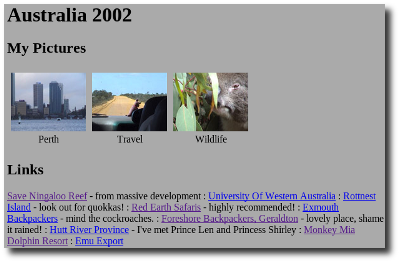 Australia 2002
My Pictures
Perth Travel Wildlife
Links
Save Ningaloo Reef - from massive development : University Of Western Australia : Rottnest
Island - look out for quokkas! : Red Earth Safaris - highly recommended! : Exmouth
Backpackers - mind the cockroaches. : Foreshore Backpackers, Geraldton - lovely place, shame
it rained! : Hutt River Province - I've met Prince Len and Princess Shirley : Monkey Mia
Dolphin Resort : Emu Export